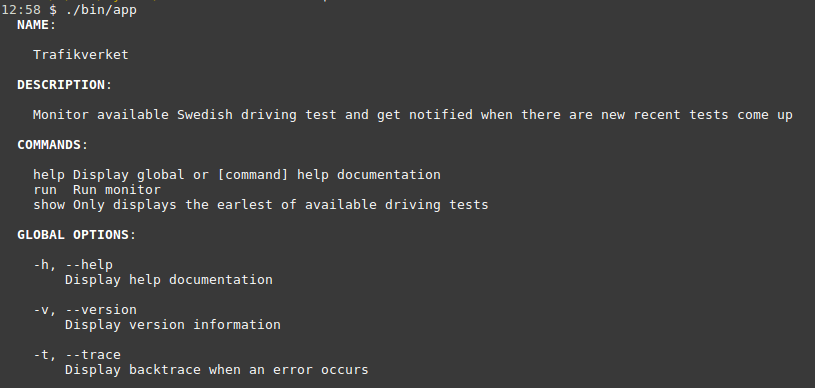 12:58 $ ./bin/app
NAME:
Trafikverket
DESCRIPTION:
Monitor available Swedish driving test and get notified when there are new recent tests come up
COMMANDS:
help Display global or [command] help documentation
run  Run monitor
show Only displays the earlest of available driving tests
GLOBAL OPTIONS:
-h, --help
Display help documentation
-v, --version
Display version information
-t, --trace
Display backtrace when an error occurs